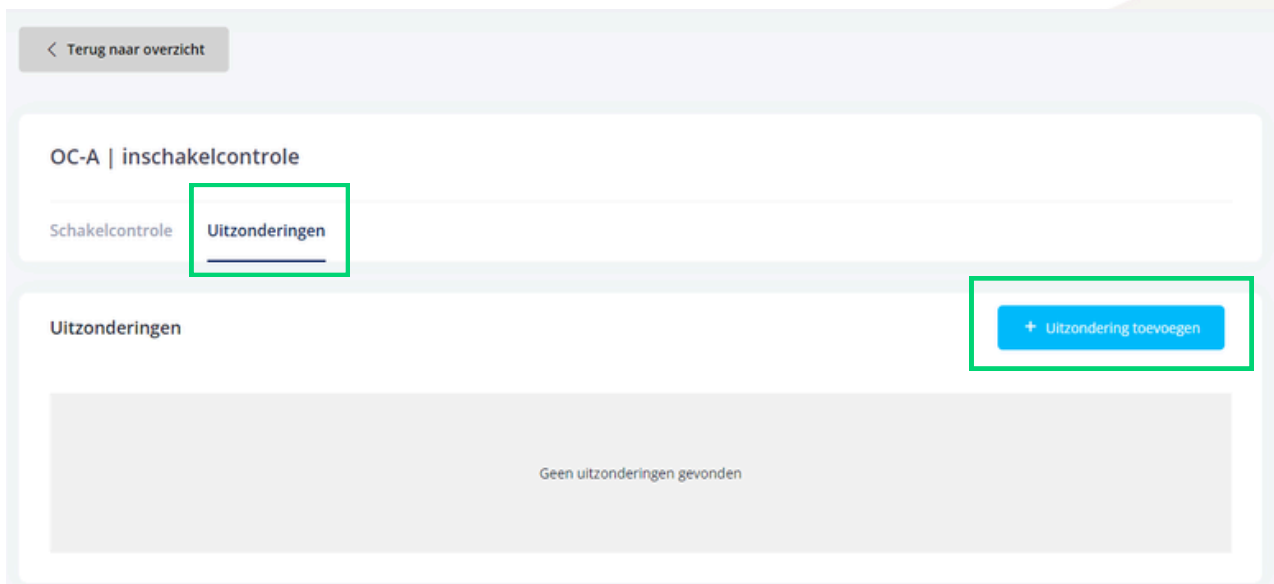 Terug naar overzicht
OC-A | inschakelcontrole
Schakelcontrole Uitzonderingen
Uitzonderingen
+ Uitzondering toevoegen
Geen uitzonderingen gevonden